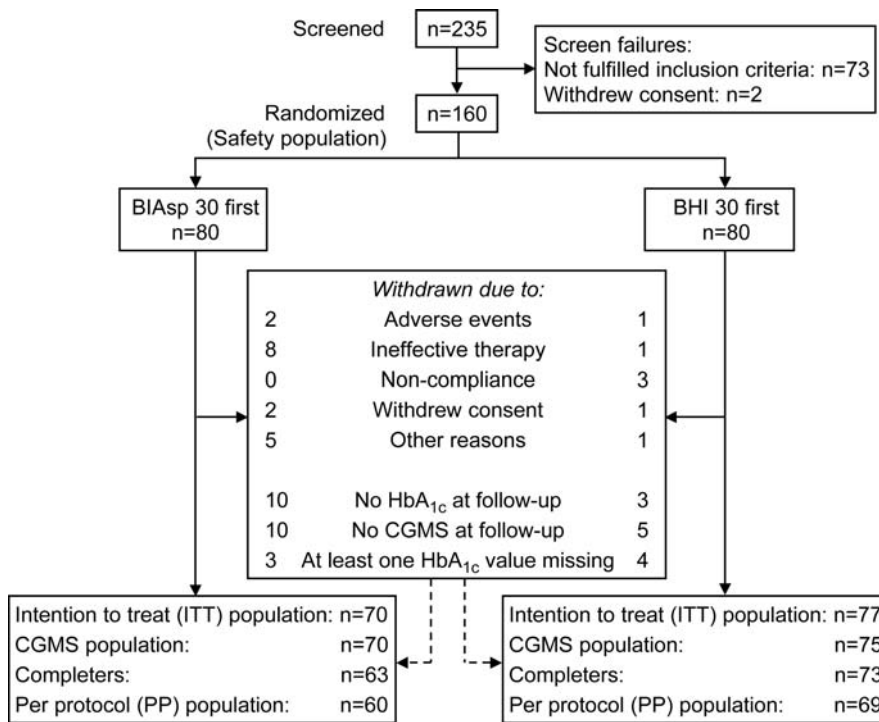 Screened
n=235
Screen failures:
Not fulfilled inclusion criteria: n=73
Withdrew consent: n=2
Randomized
(Safety population)
n=160
BIAsp 30 first
n=80
BHI 30 first
n=80
Withdrawn due to:
2 Adverse events 1
8 Ineffective therapy 1
0 Non-compliance 3
2 Withdrew consent 1
5 Other reasons 1
10 No HbA1c at follow-up 3
10 No CGMS at follow-up 5
3 At least one HbA1c value missing 4
Intention to treat (ITT) population: n=70
CGMS population: n=70
Completers: n=63
Per protocol (PP) population: n=60
Intention to treat (ITT) population: n=77
CGMS population: n=75
Completers: n=73
Per protocol (PP) population: n=69